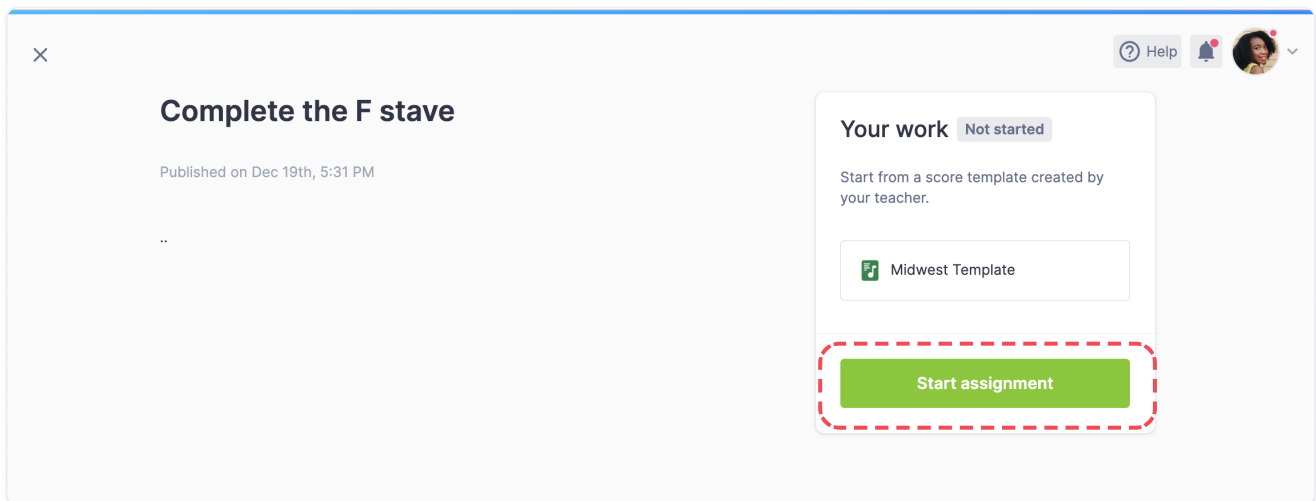 Help
Complete the F stave
Published on Dec 19th, 5:31 PM
..
Your work Not started
Start from a score template created by
your teacher.
Midwest Template
Start assignment